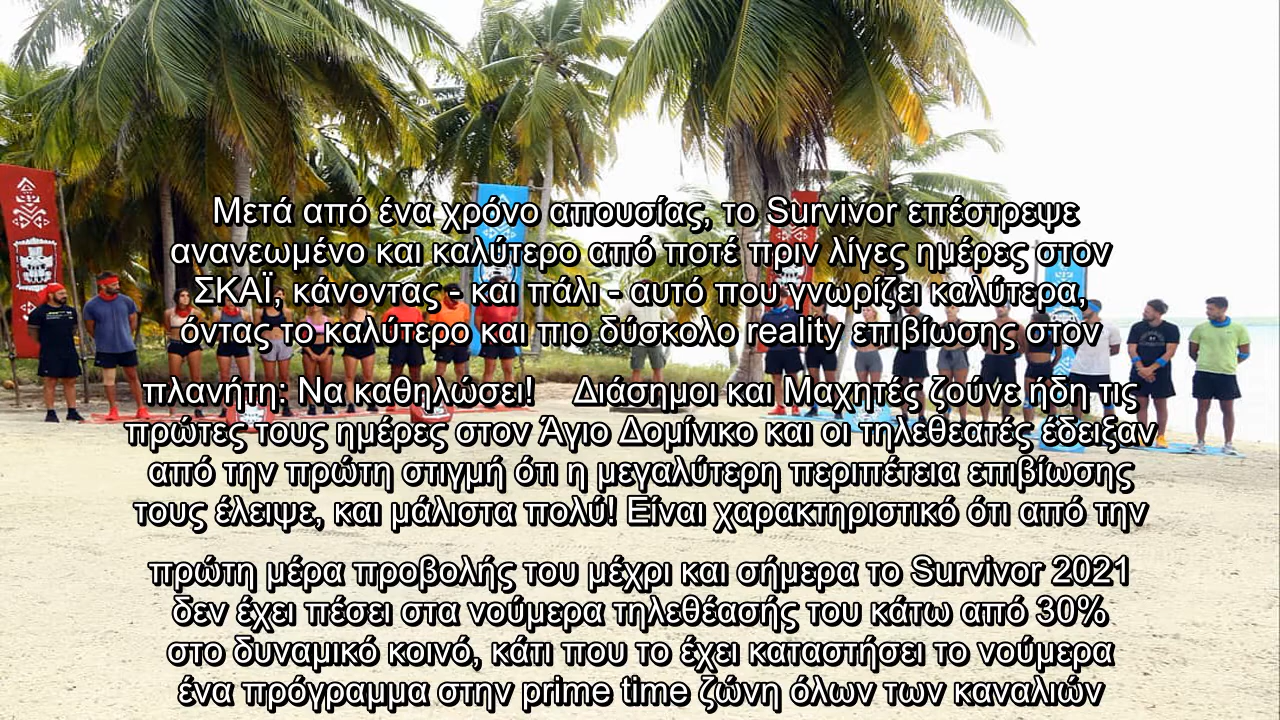 Μετά από ένα χρόνο απουσίας, το Survivor επέστρεψε
ανανεωμένο και καλύτερο από ποτέ πριν λίγες ημέρες στον
ΣΚΑΪ, κάνοντας - και πάλι - αυτό που γνωρίζει καλύτερα,
όντας το καλύτερο και πιο δύσκολο reality επιβίωσης στον
πλανήτη: Να καθηλώσει! Διάσημοι και Μαχητές ζούνε ήδη τις
πρώτες τους ημέρες στον Άγιο Δομίνικο και οι τηλεθεατές έδειξαν
από την πρώτη στιγμή ότι η μεγαλύτερη περιπέτεια επιβίωσης
τους έλειψε, και μάλιστα πολύ! Είναι χαρακτηριστικό ότι από την
πρώτη μέρα προβολής του μέχρι και σήμερα το Survivor 2021
δεν έχει πέσει στα νούμερα τηλεθέασής του κάτω από 30%
στο δυναμικό κοινό, κάτι που το έχει καταστήσει το νούμερα
ένα πρόγραμμα στην prime time ζώνη όλων των καναλιών